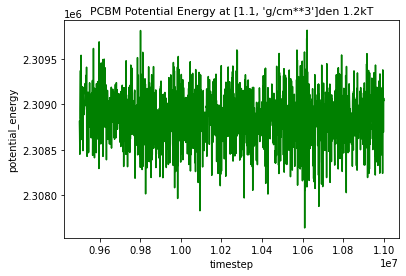 PCBM Potential Energy at [1.1, 'g/cm**3']den 1.2kT
1e6
2.3095
2.3090
2.3085
2.3080
potential_energy
0.96 0.98 1.00 1.02 1.04 1.06 1.08 1.10
timestep
1e7